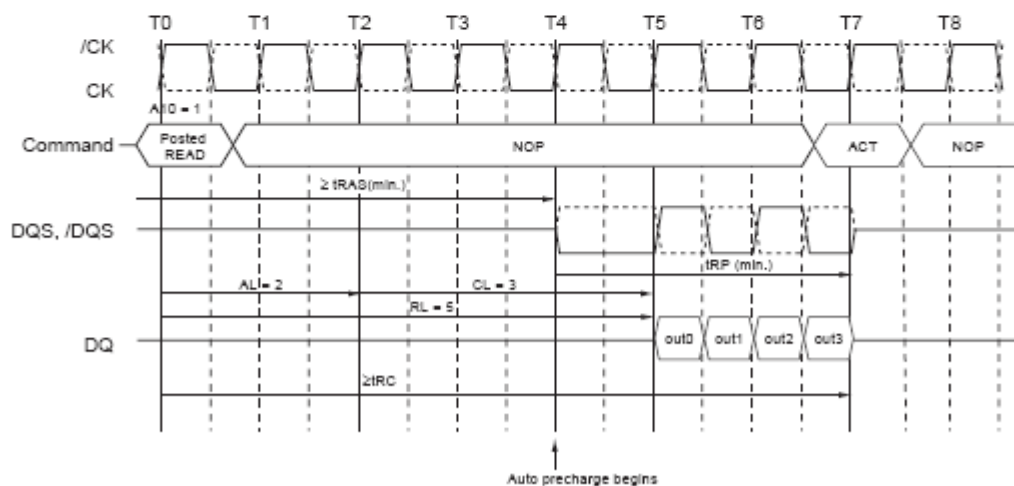 T0 T1 T2 T3 T4 T5 T6 T7 T8
/CK
CK
A10 = 1
Command
Posted READ
NOP
ACT
NOP
≥ tRAS(min.)
DQS, /DQS
tRP (min.)
AL = 2
CL = 3
RL = 5
DQ
out0 out1 out2 out3
≥tRC
Auto precharge begins